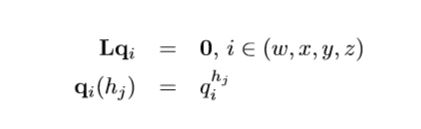 Lqᵢ = 0, i ∈ (w, x, y, z)
qᵢ(hⱼ) = qᵢ^{hⱼ}